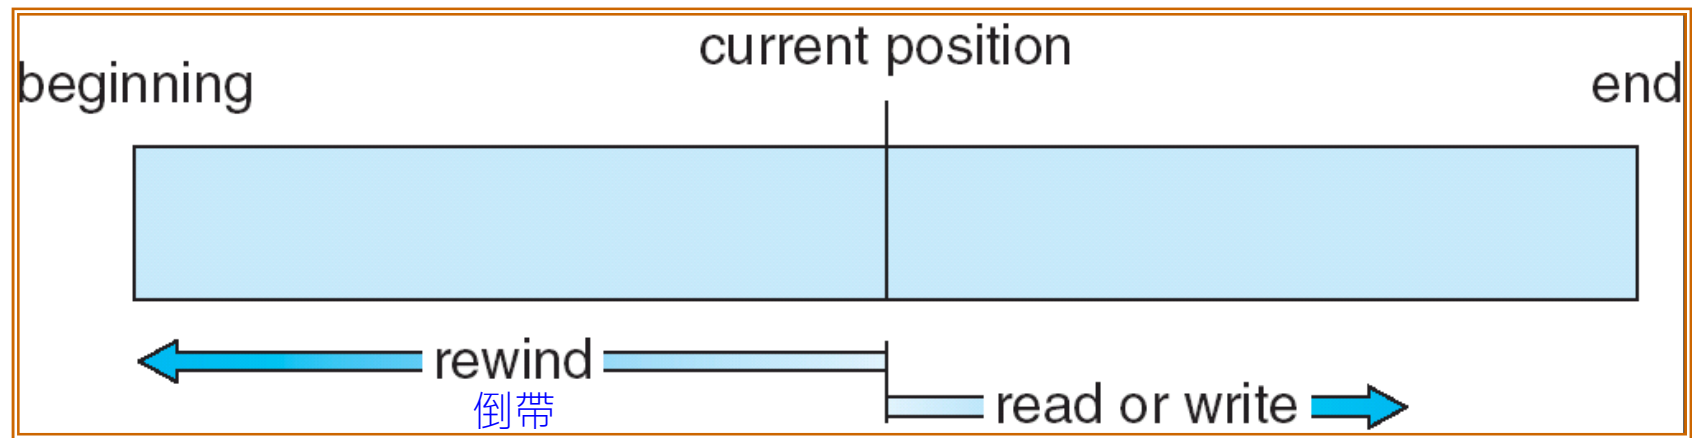 current position
beginning
end
rewind
倒帶
read or write